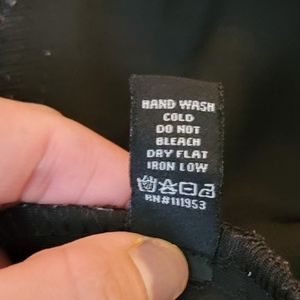 HAND WASH
COLD
DO NOT
BLEACH
DRY FLAT
IRON LOW
RN#111953